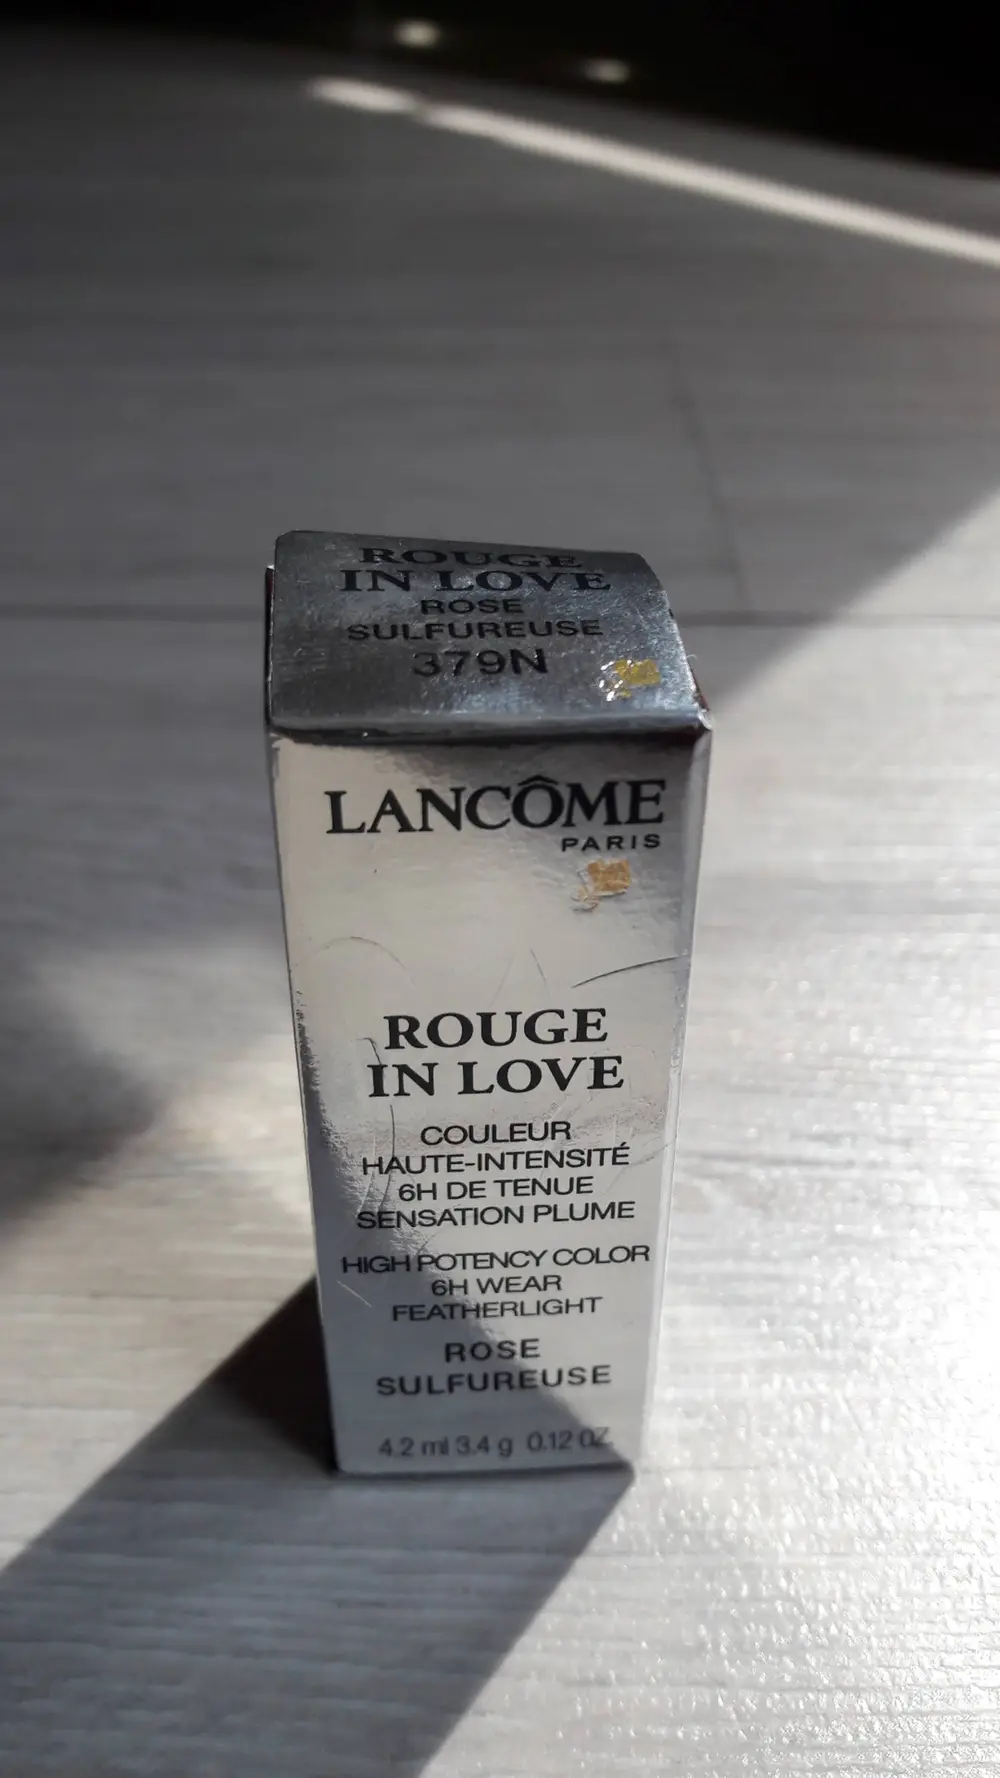 ROUGE
IN LOVE
ROSE
SULFUREUSE
379N
LANCÔME
PARIS
ROUGE
IN LOVE
COULEUR
HAUTE-INTENSITÉ
6H DE TENUE
SENSATION PLUME
HIGH POTENCY COLOR
6H WEAR
FEATHERLIGHT
ROSE
SULFUREUSE
4.2 ml 3.4 g 0.12 OZ.